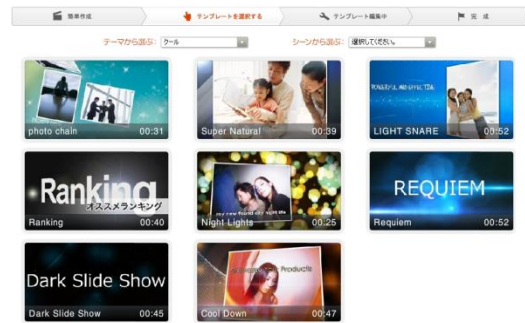 簡単作成
テンプレートを選択する
テンプレート編集中
完 成
テーマから選ぶ: クール
シーンから選ぶ: 選択してください。
photo chain 00:31
Super Natural 00:39
LIGHT SNARE 00:52
Ranking
オススメランキング
Ranking 00:40
Night Lights 00:25
REQUIEM
Requiem 00:52
Dark Slide Show
Dark Slide Show 00:45
Cool Down 00:47